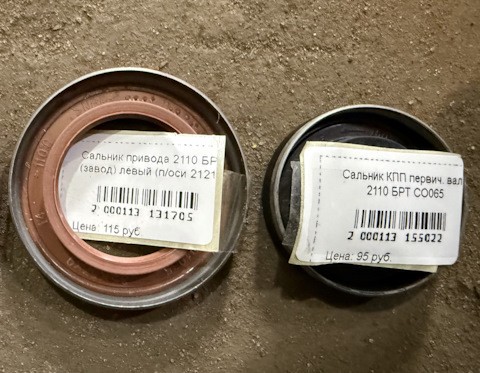 Сальник привода 2110 БР
(завод) левый (п/оси 2121
2 000113 131705
Цена: 115 руб
Сальник КПП первич. вал
2110 БРТ СО065
2 000113 155022
Цена: 95 руб.